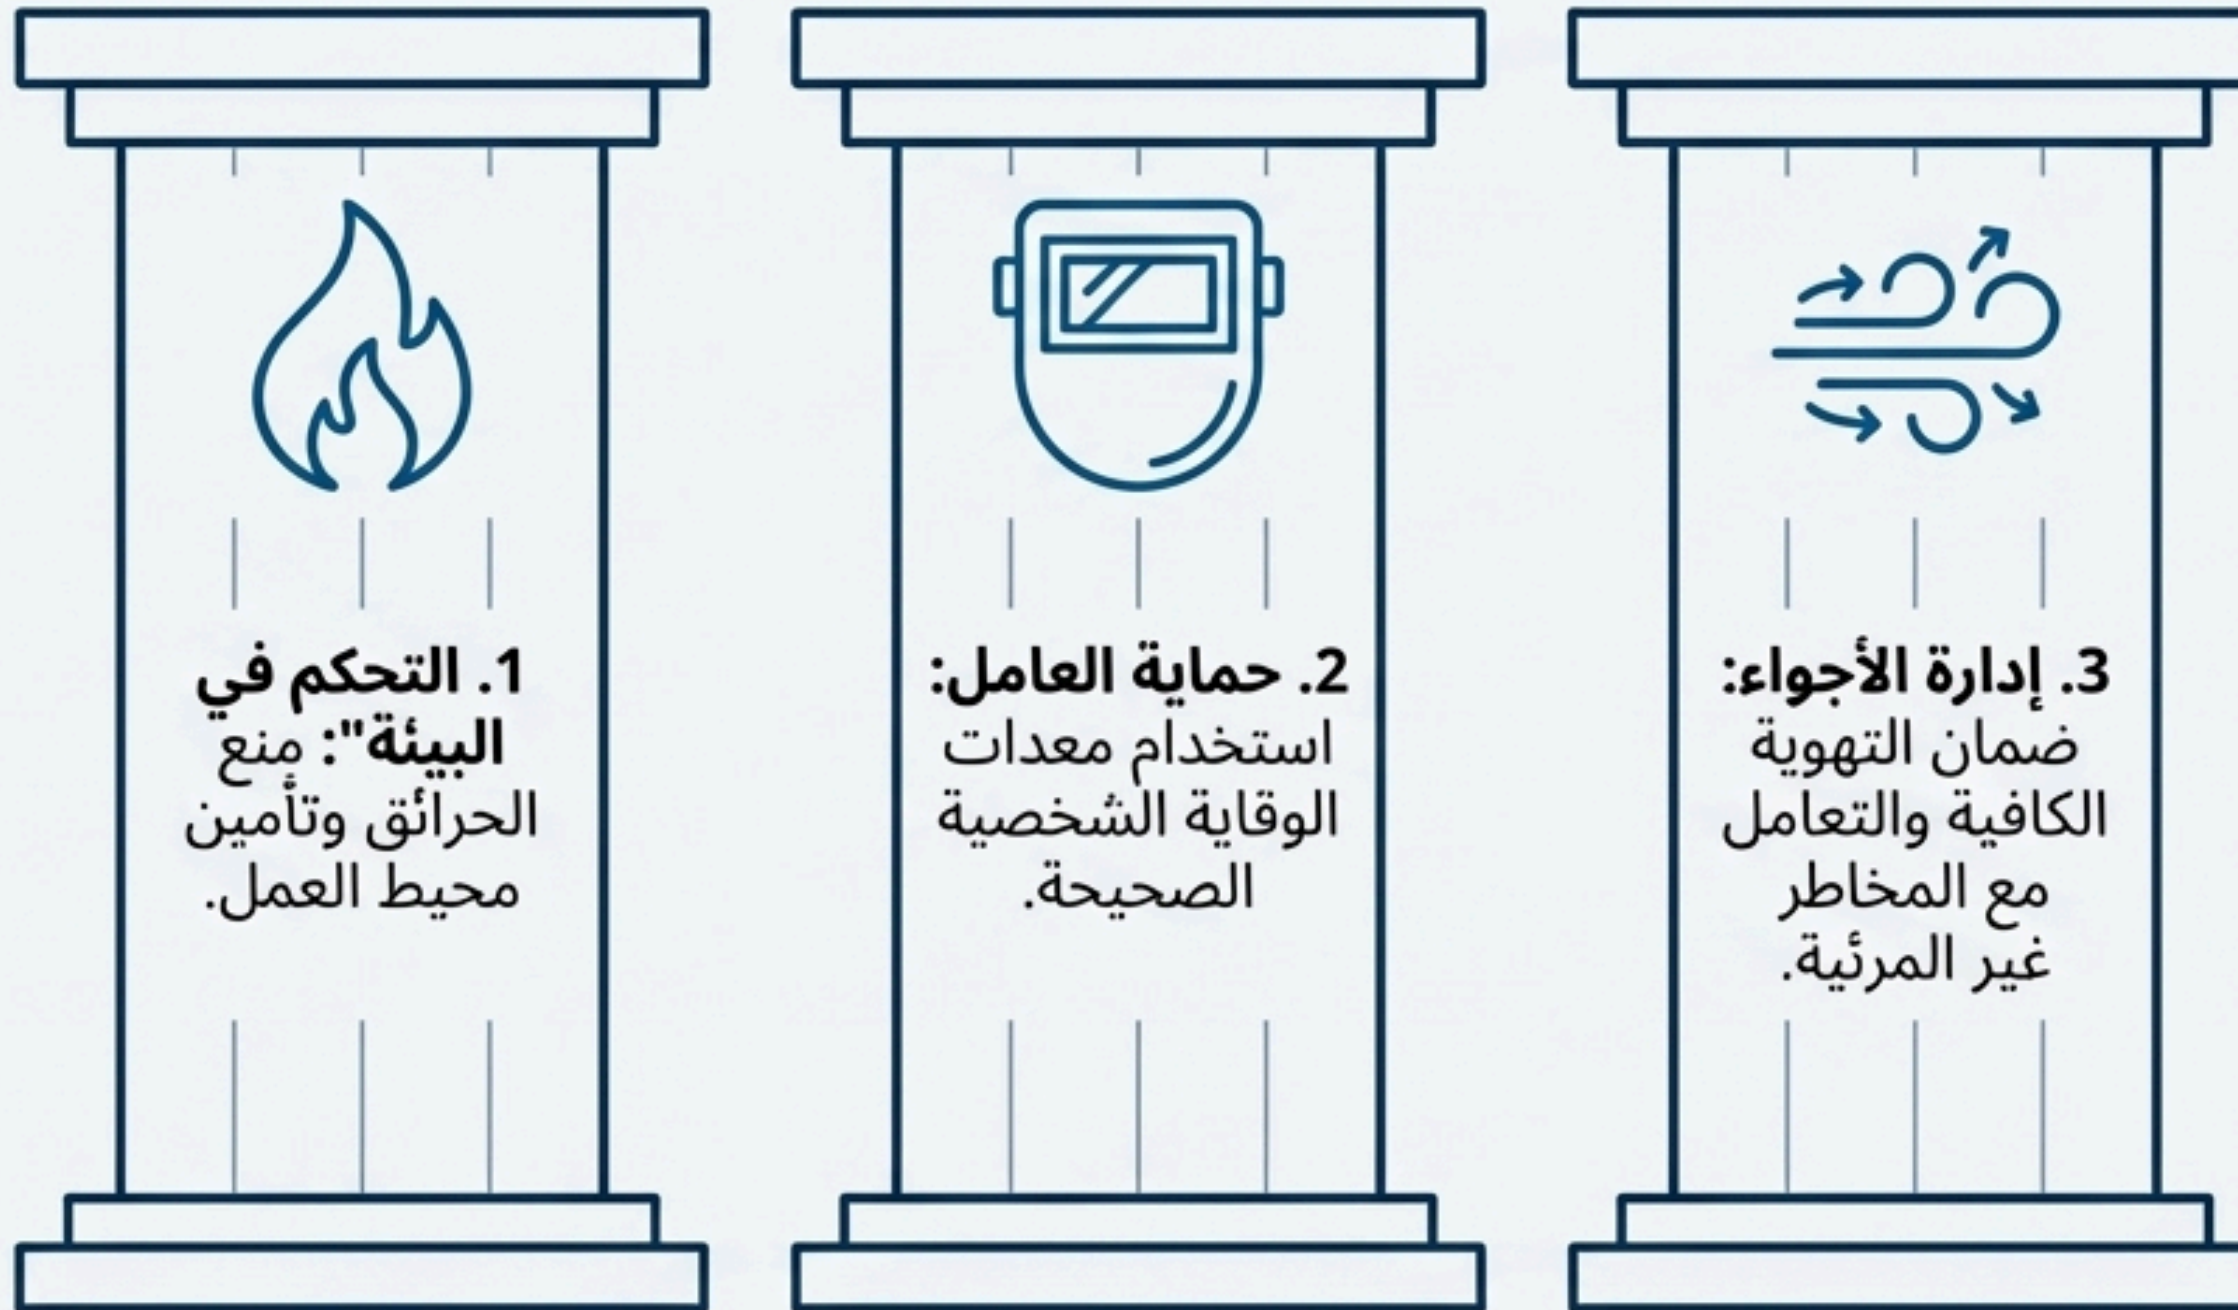 1. التحكم في
البيئة": منع
الحرائق وتأمين
محيط العمل.
2. حماية العامل:
استخدام معدات
الوقاية الشخصية
الصحيحة.
3. إدارة الأجواء:
ضمان التهوية
الكافية والتعامل
مع المخاطر
غير المرئية.